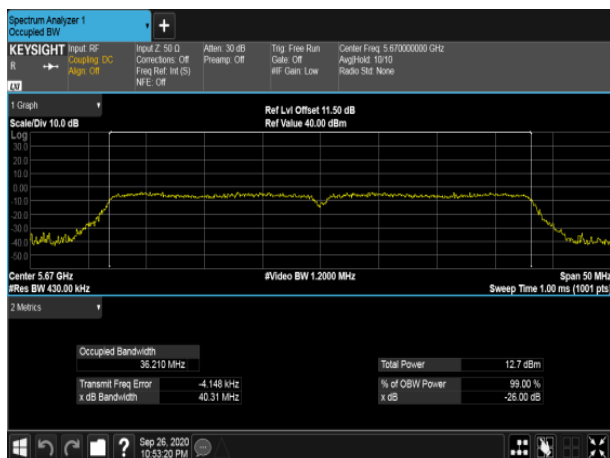 Spectrum Analyzer 1
Occupied BW
KEYSIGHT
R
LXI
Input: RF
Coupling: DC
Align: Off
Input Z: 50 Ω
Corrections: Off
Freq Ref: Int (S)
NFE: Off
Atten: 30 dB
Preamp: Off
Trig: Free Run
Gate: Off
#IF Gain: Low
Center Freq: 5.670000000 GHz
Avg|Hold: 10/10
Radio Std: None
1 Graph
Scale/Div 10.0 dB
Ref Lvl Offset 11.50 dB
Ref Value 40.00 dBm
Log
30.0
20.0
10.0
0.00
-10.0
-20.0
-30.0
-40.0
-50.0
Center 5.67 GHz
#Video BW 1.2000 MHz
Span 50 MHz
#Res BW 430.00 kHz
Sweep Time 1.00 ms (1001 pts)
2 Metrics
Occupied Bandwidth
36.210 MHz
Total Power 12.7 dBm
Transmit Freq Error -4.148 kHz
% of OBW Power 99.00 %
x dB Bandwidth 40.31 MHz
x dB -26.00 dB
?
Sep 26, 2020
10:53:20 PM